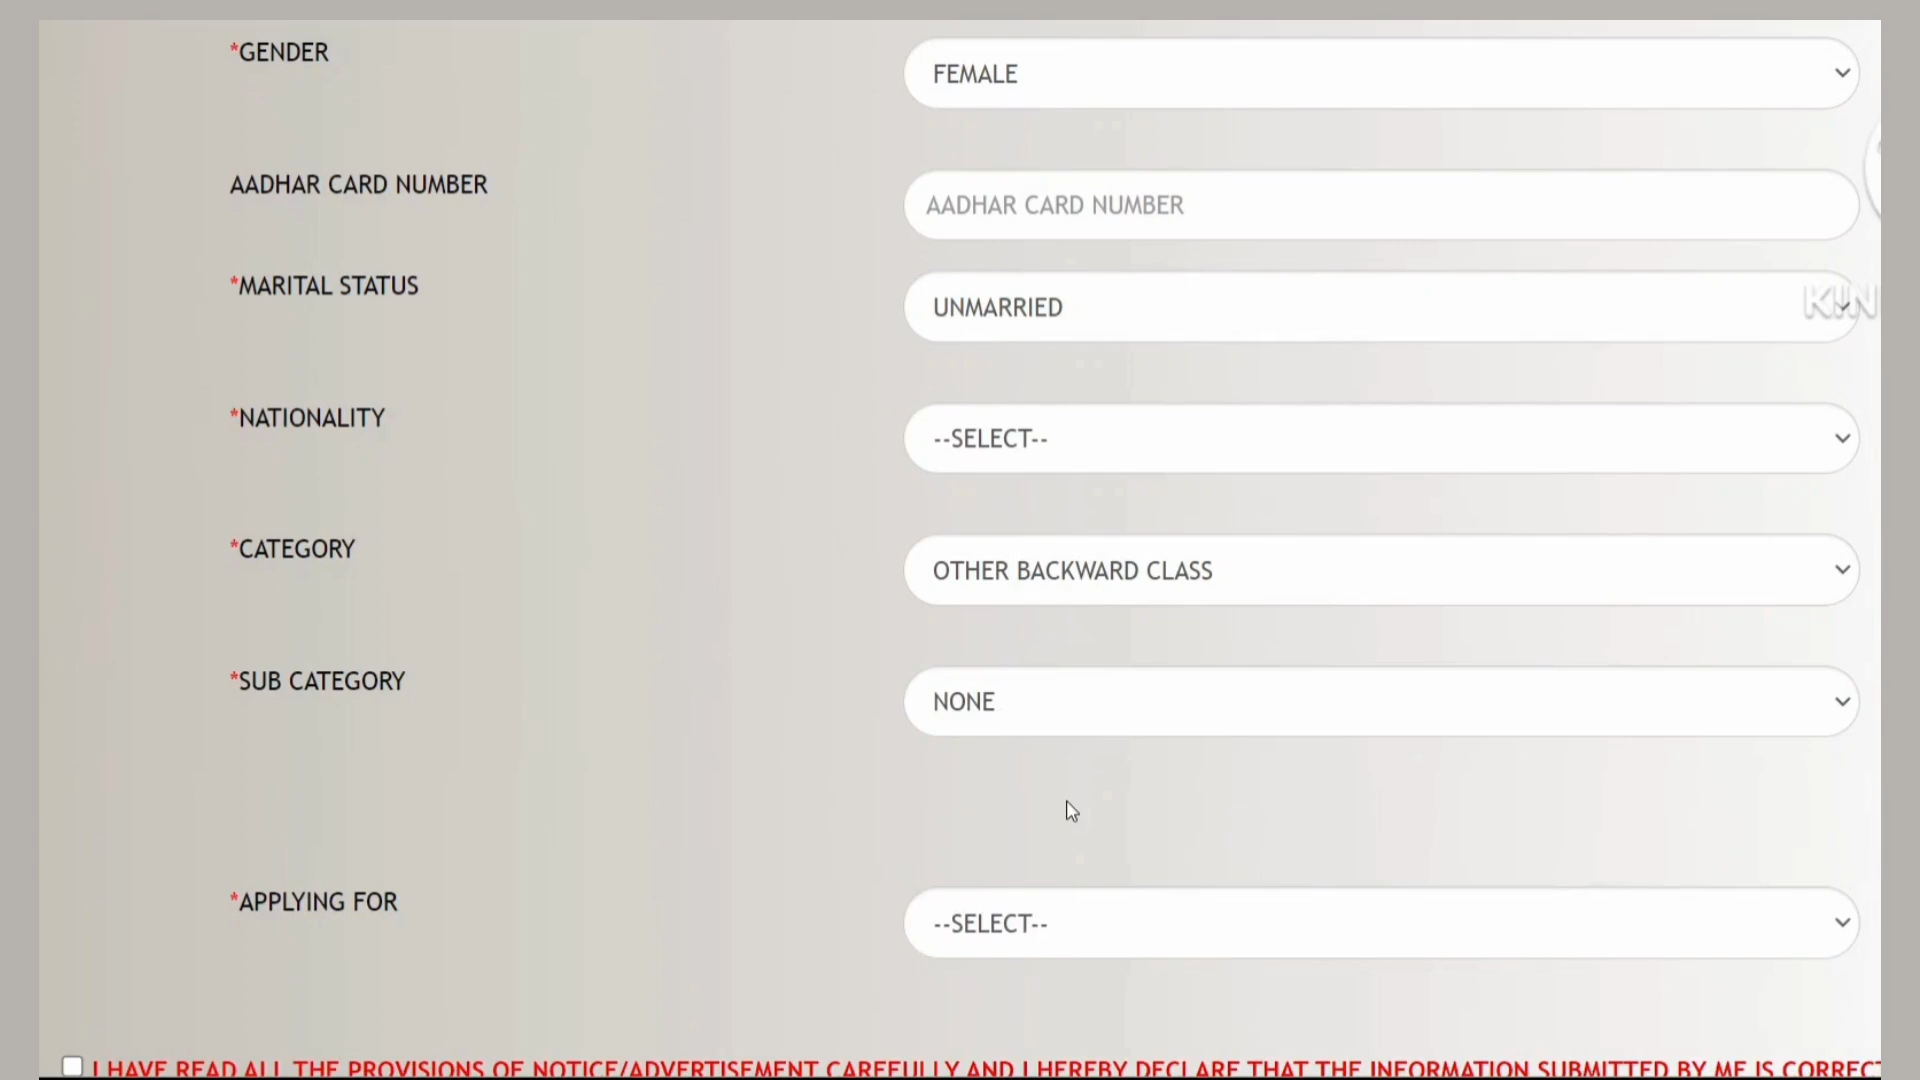 *GENDER
FEMALE
AADHAR CARD NUMBER
AADHAR CARD NUMBER
*MARITAL STATUS
UNMARRIED
KIN
*NATIONALITY
--SELECT--
*CATEGORY
OTHER BACKWARD CLASS
*SUB CATEGORY
NONE
*APPLYING FOR
--SELECT--
I HAVE READ ALL THE PROVISIONS OF NOTICE/ADVERTISEMENT CAREFULLY AND I HEREBY DECLARE THAT THE INFORMATION SUBMITTED BY ME IS CORRECT